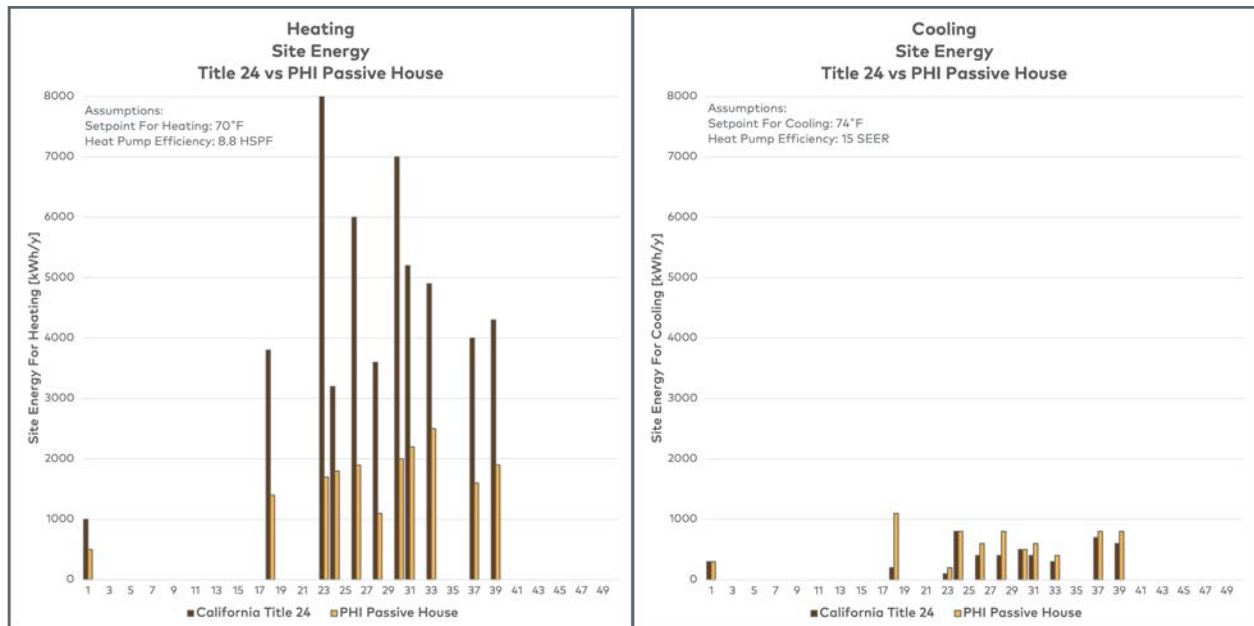 Heating
Site Energy
Title 24 vs PHI Passive House
Assumptions:
Setpoint For Heating: 70°F
Heat Pump Efficiency: 8.8 HSPF
Site Energy For Heating [kWh/y]
8000
7000
6000
5000
4000
3000
2000
1000
0
1 3 5 7 9 11 13 15 17 19 21 23 25 27 29 31 33 35 37 39 41 43 45 47 49
California Title 24 PHI Passive House
Cooling
Site Energy
Title 24 vs PHI Passive House
Assumptions:
Setpoint For Cooling: 74°F
Heat Pump Efficiency: 15 SEER
Site Energy For Cooling [kWh/y]
8000
7000
6000
5000
4000
3000
2000
1000
0
1 3 5 7 9 11 13 15 17 19 21 23 25 27 29 31 33 35 37 39 41 43 45 47 49
California Title 24 PHI Passive House